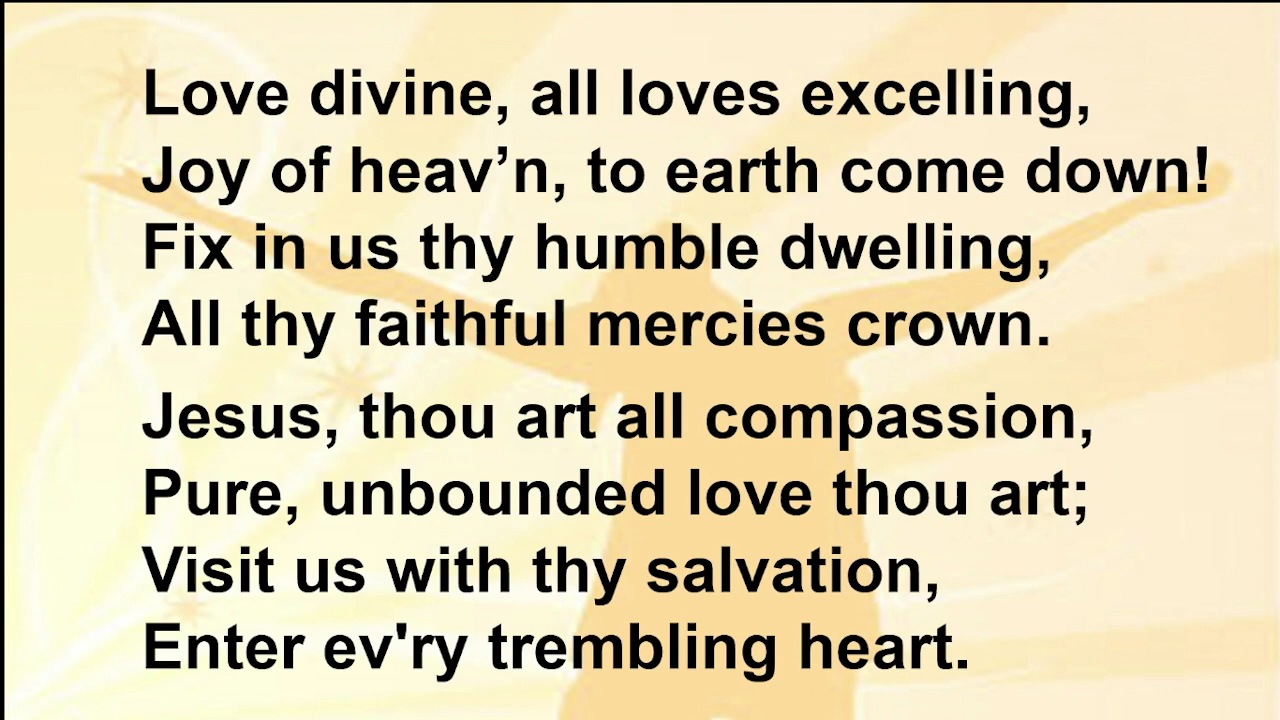 Love divine, all loves excelling,
Joy of heav’n, to earth come down!
Fix in us thy humble dwelling,
All thy faithful mercies crown.
Jesus, thou art all compassion,
Pure, unbounded love thou art;
Visit us with thy salvation,
Enter ev'ry trembling heart.